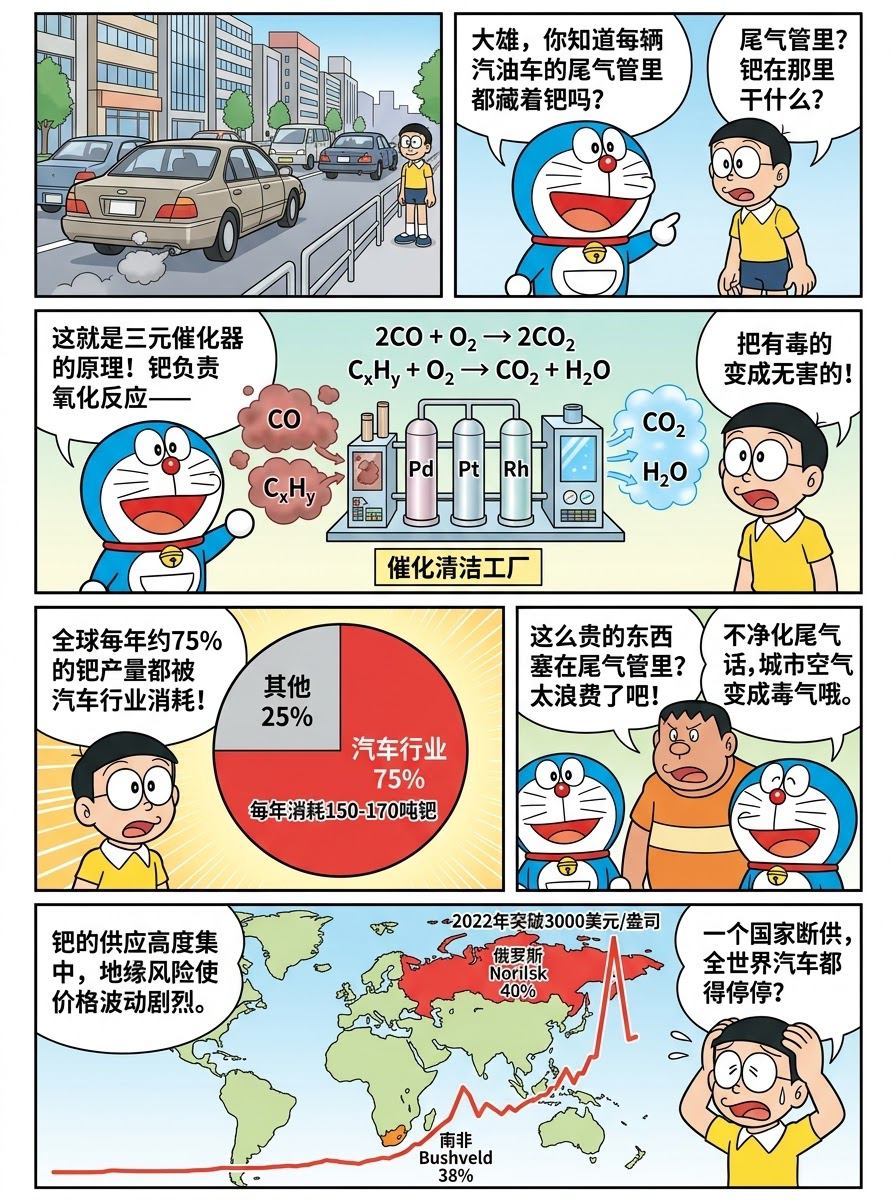 大雄，你知道每辆
汽油车的尾气管里
都藏着钯吗？
尾气管里？
钯在那里
干什么？
这就是三元催化器
的原理！钯负责
氧化反应——
2CO + O₂ → 2CO₂
CₓHᵧ + O₂ → CO₂ + H₂O
把有毒的
变成无害的！
CO
CₓHᵧ
Pd
Pt
Rh
CO₂
H₂O
催化清洁工厂
全球每年约75%
的钯产量都被
汽车行业消耗！
其他
25%
汽车行业
75%
每年消耗150-170吨钯
这么贵的东西
塞在尾气管里？
太浪费了吧！
不净化尾气
话，城市空气
变成毒气哦。
钯的供应高度集
中，地缘风险使
价格波动剧烈。
2022年突破3000美元/盎司
俄罗斯
Norilsk
40%
南非
Bushveld
38%
一个国家断供，
全世界汽车都
得停停？